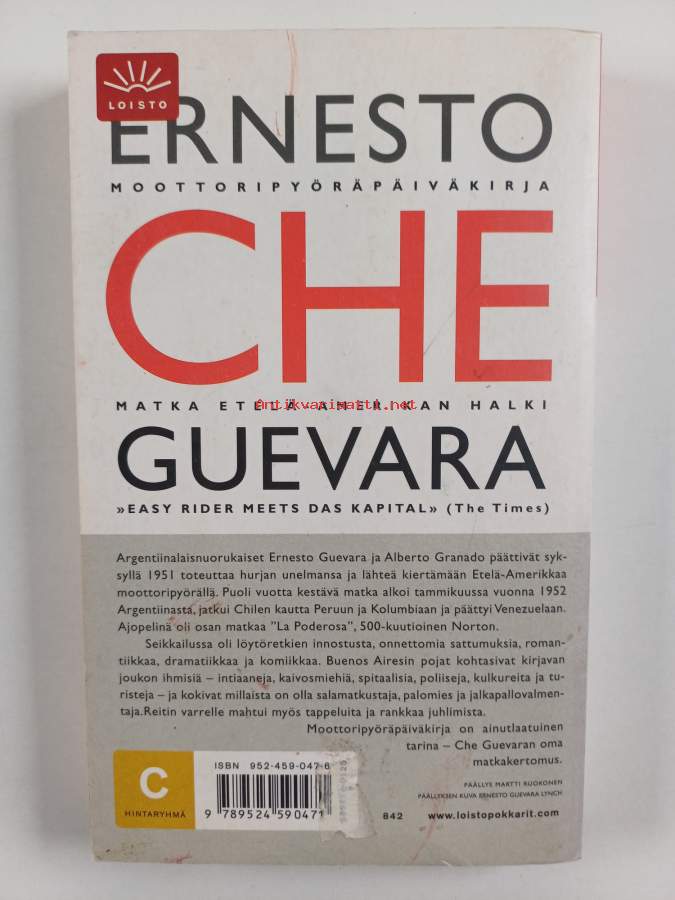 LOISTO
ERNESTO
MOOTTORIPYÖRÄPÄIVÄKIRJA
CHE
MATKA ETELÄ-AMERIKAN HALKI
Antikvariaatti.net
GUEVARA
»EASY RIDER MEETS DAS KAPITAL» (The Times)
Argentiinalaisnuorukaiset Ernesto Guevara ja Alberto Granado päättivät syk-
syllä 1951 toteuttaa hurjan unelmansa ja lähteä kiertämään Etelä-Amerikkaa
moottoripyörällä. Puoli vuotta kestävä matka alkoi tammikuussa vuonna 1952
Argentiinasta, jatkui Chilen kautta Peruun ja Kolumbiaan ja päättyi Venezuelaan.
Ajopelinä oli osan matkaa "La Poderosa", 500-kuutioinen Norton.
Seikkailussa oli löytöretkien innostusta, onnettomia sattumuksia, roman-
tiikkaa, dramatiikkaa ja komiikkaa. Buenos Airesin pojat kohtasivat kirjavan
joukon ihmisiä – intiaaneja, kaivosmiehiä, spitaalisia, poliiseja, kulkureita ja tu-
risteja – ja kokivat millaista on olla salamatkustaja, palomies ja jalkapallovalmen-
taja.Reitin varrelle mahtui myös tappeluita ja rankkaa juhlimista.
Moottoripyöräpäiväkirja on ainutlaatuinen
tarina – Che Guevaran oma
matkakertomus.
C
HINTARYHMÄ
ISBN 952-459-047-6
9 789524 590471
PÄÄLLYS MARTTI RUOKONEN
PÄÄLLYKSEN KUVA ERNESTO GUEVARA LYNCH
842
www.loistopokkarit.com